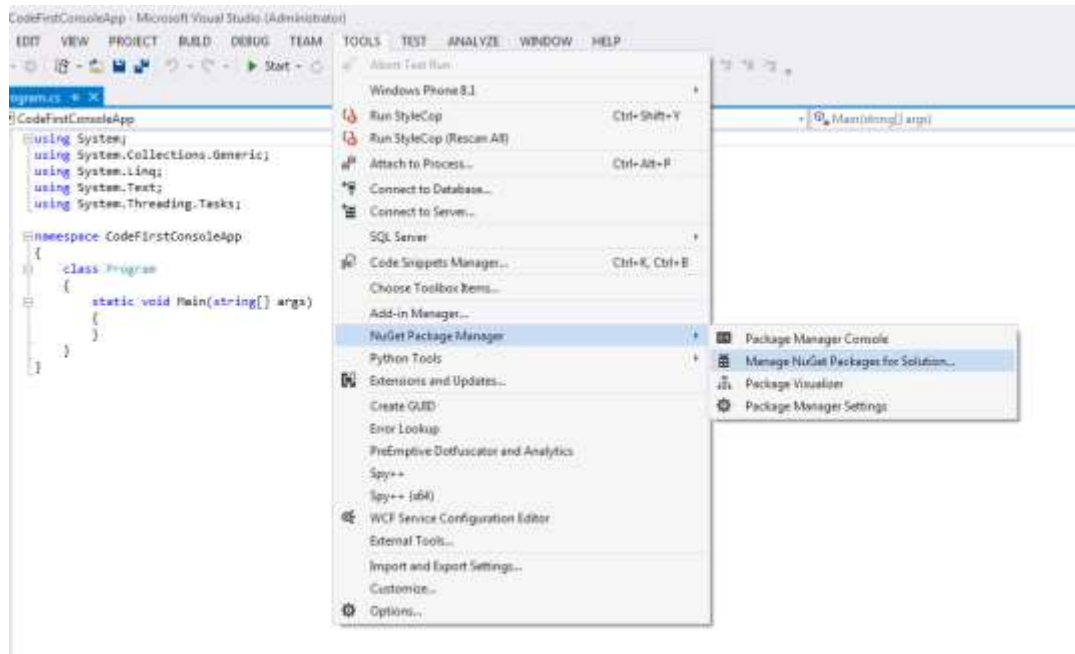 CodeFirstConsoleApp - Microsoft Visual Studio (Administrator)
EDIT VIEW PROJECT BUILD DEBUG TEAM TOOLS TEST ANALYZE WINDOW HELP
Start
Abort Test Run
ogram.cs
Windows Phone 8.1
CodeFirstConsoleApp
Main(string[] args)
Run StyleCop Ctrl+Shift+Y
Run StyleCop (Rescan All)
Attach to Process... Ctrl+Alt+P
Connect to Database...
Connect to Server...
SQL Server
Code Snippets Manager... Ctrl+K, Ctrl+B
Choose Toolbox Items...
Add-in Manager...
NuGet Package Manager
Python Tools
Extensions and Updates...
Create GUID
Error Lookup
PreEmptive Dotfuscator and Analytics
Spy++
Spy++ (x64)
WCF Service Configuration Editor
External Tools...
Import and Export Settings...
Customize...
Options...
Package Manager Console
Manage NuGet Packages for Solution...
Package Visualizer
Package Manager Settings
using System;
using System.Collections.Generic;
using System.Linq;
using System.Text;
using System.Threading.Tasks;
namespace CodeFirstConsoleApp
{
class Program
{
static void Main(string[] args)
{
}
}
}